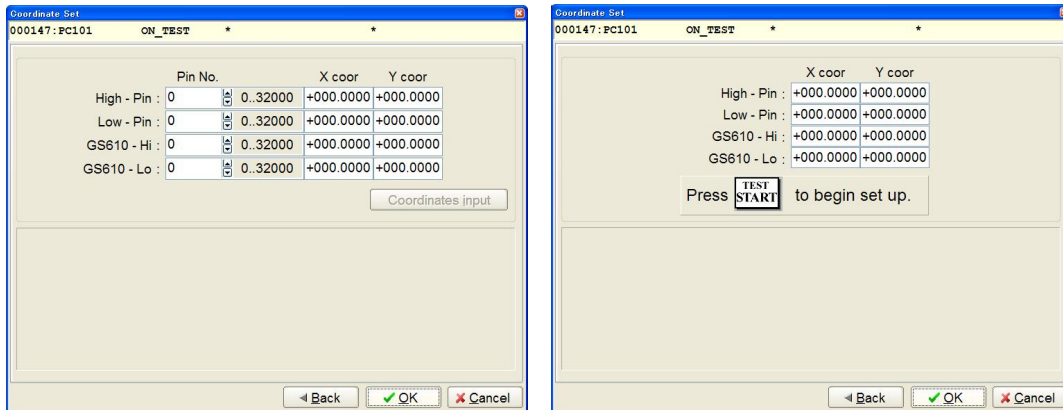 Coordinate Set
000147:PC101 ON_TEST * *
Pin No. X coor Y coor
High - Pin : 0 0..32000 +000.0000 +000.0000
Low - Pin : 0 0..32000 +000.0000 +000.0000
GS610 - Hi : 0 0..32000 +000.0000 +000.0000
GS610 - Lo : 0 0..32000 +000.0000 +000.0000
Coordinates input
Back OK Cancel
Coordinate Set
000147:PC101 ON_TEST * *
X coor Y coor
High - Pin : +000.0000 +000.0000
Low - Pin : +000.0000 +000.0000
GS610 - Hi : +000.0000 +000.0000
GS610 - Lo : +000.0000 +000.0000
Press TEST START to begin set up.
Back OK Cancel